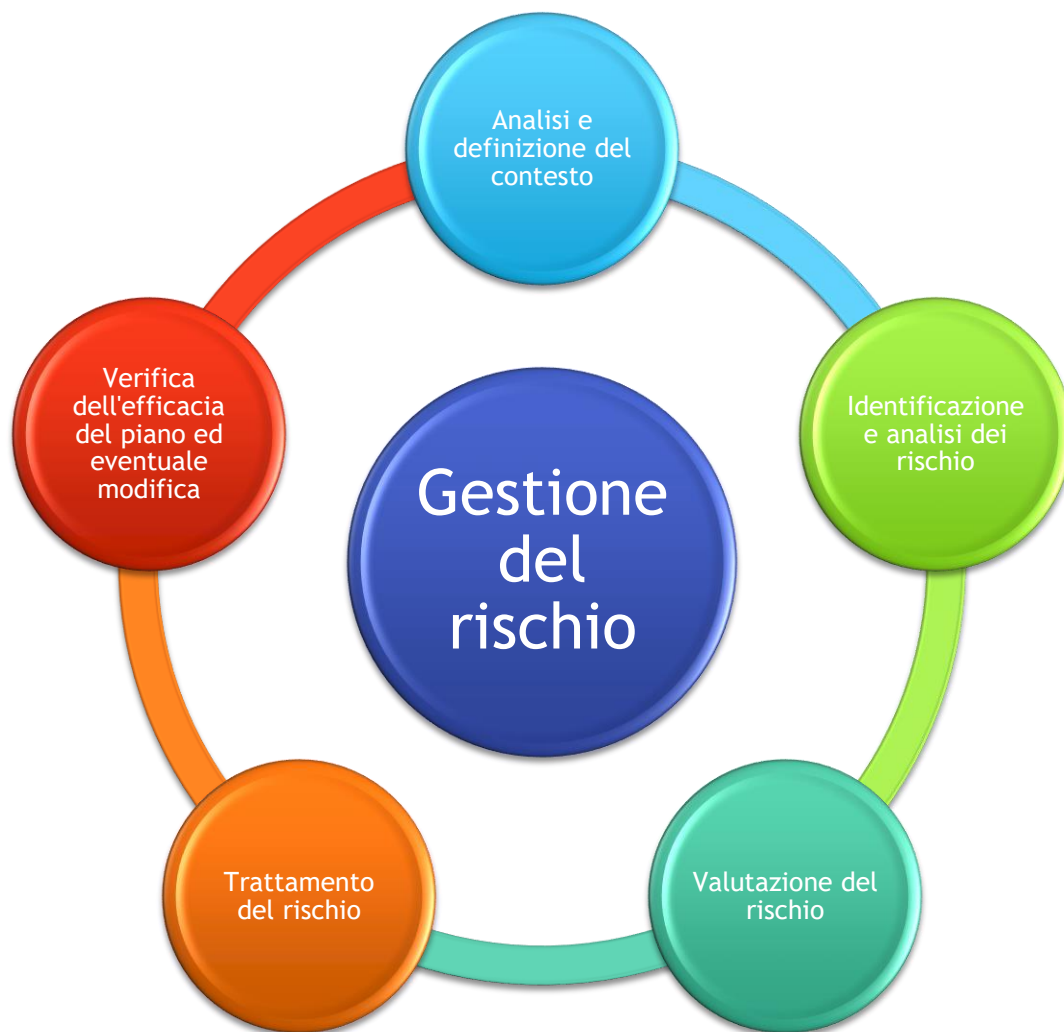 Analisi e
definizione del
contesto
Identificazione
e analisi dei
rischio
Valutazione del
rischio
Trattamento
del rischio
Verifica
dell'efficacia
del piano ed
eventuale
modifica
Gestione
del
rischio